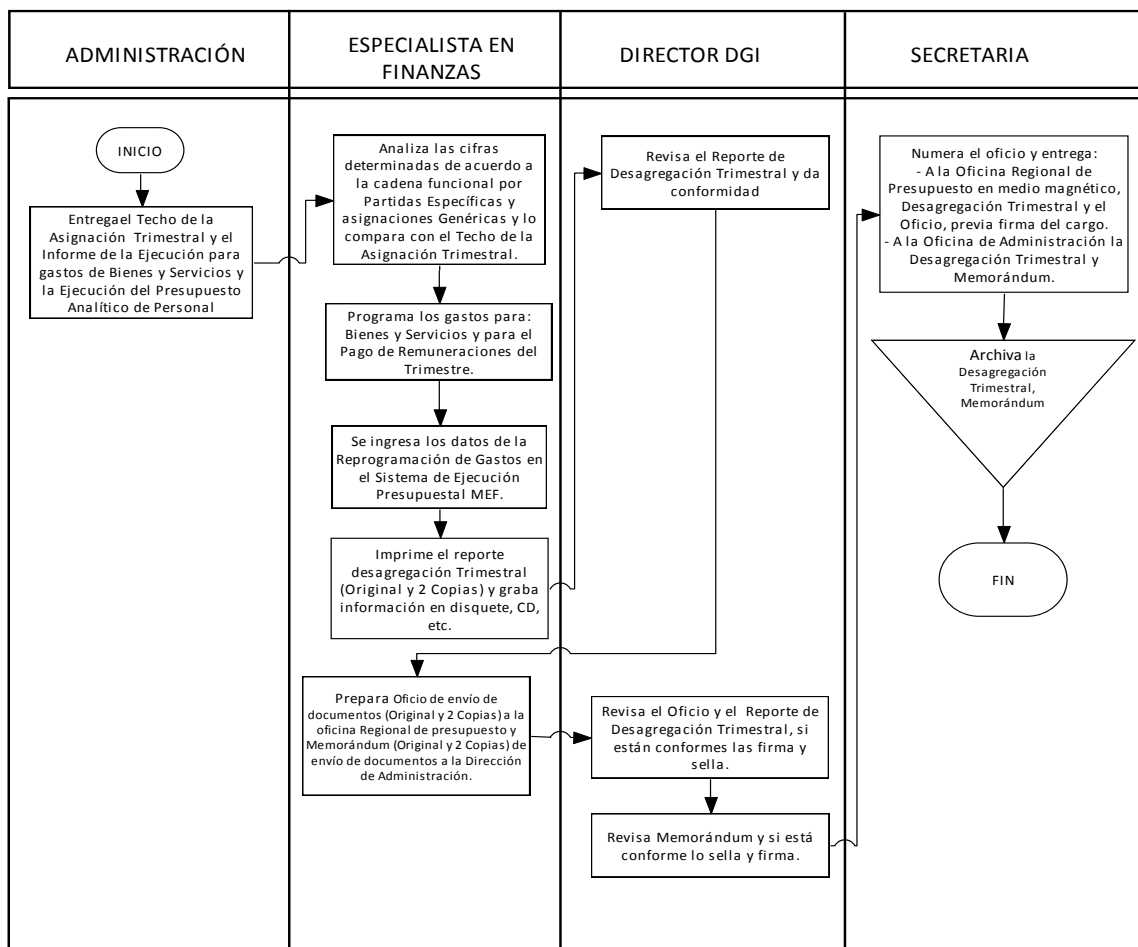 ADMINISTRACIÓN
ESPECIALISTA EN
FINANZAS
DIRECTOR DGI
SECRETARIA
INICIO
Entregael Techo de la
Asignación Trimestral y el
Informe de la Ejecución para
gastos de Bienes y Servicios y
la Ejecución del Presupuesto
Analítico de Personal
Analiza las cifras
determinadas de acuerdo a
la cadena funcional por
Partidas Específicas y
asignaciones Genéricas y lo
compara con el Techo de la
Asignación Trimestral.
Programa los gastos para:
Bienes y Servicios y para el
Pago de Remuneraciones del
Trimestre.
Se ingresa los datos de la
Reprogramación de Gastos en
el Sistema de Ejecución
Presupuestal MEF.
Imprime el reporte
desagregación Trimestral
(Original y 2 Copias) y graba
información en disquete, CD,
etc.
Revisa el Reporte de
Desagregación Trimestral y da
conformidad
Prepara Oficio de envío de
documentos (Original y 2 Copias) a la
oficina Regional de presupuesto y
Memorándum (Original y 2 Copias) de
envío de documentos a la Dirección
de Administración.
Revisa el Oficio y el Reporte de
Desagregación Trimestral, si
están conformes las firma y
sella.
Revisa Memorándum y si está
conforme lo sella y firma.
Numera el oficio y entrega:
- A la Oficina Regional de
Presupuesto en medio magnético,
Desagregación Trimestral y el
Oficio, previa firma del cargo.
- A la Oficina de Administración la
Desagregación Trimestral y
Memorándum.
Archiva la
Desagregación
Trimestral,
Memorándum
FIN